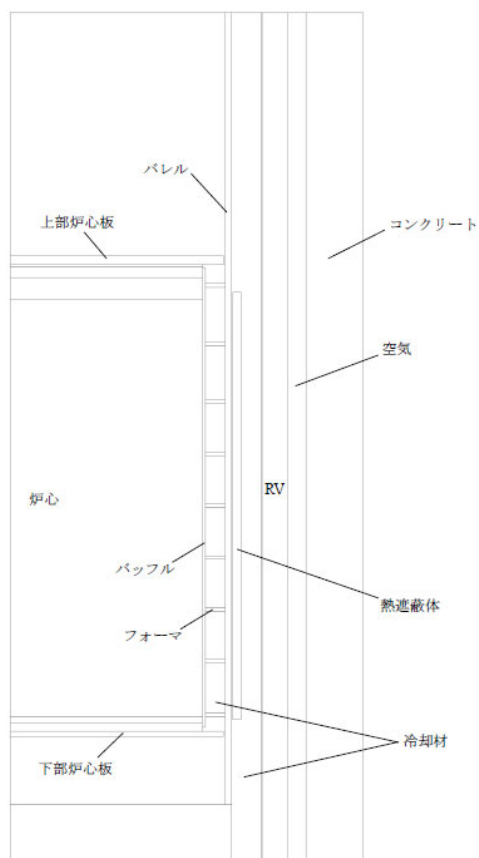 バレル
上部炉心板
コンクリート
空気
炉心
RV
バッフル
熱遮蔽体
フォーマ
冷却材
下部炉心板